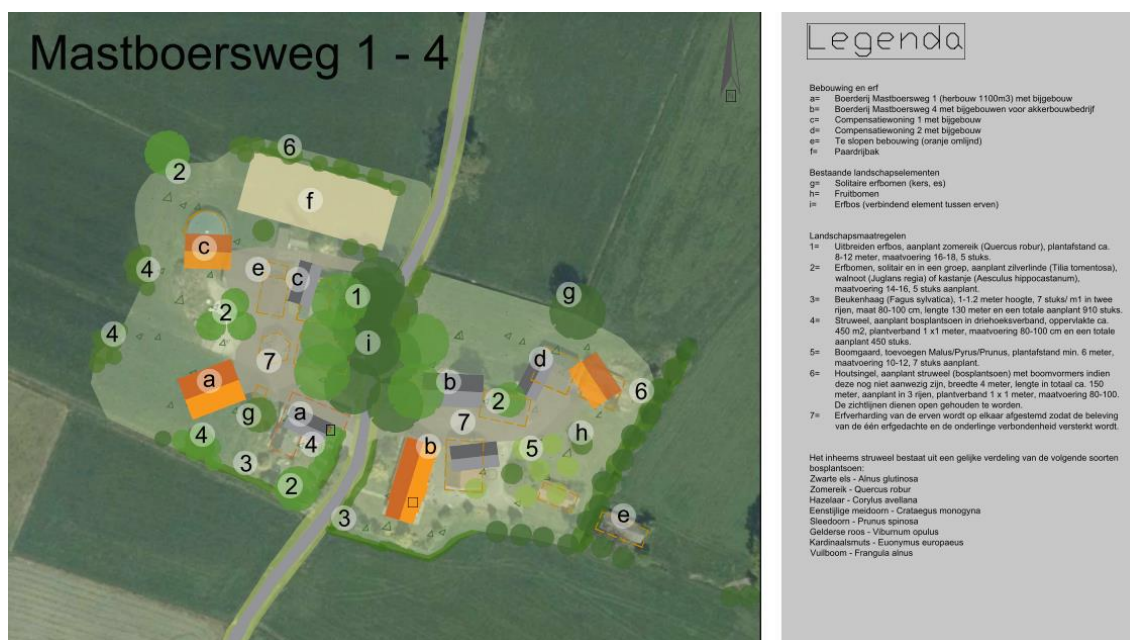 Mastboersweg 1 - 4
6
2
f
c
4
e
c
2
1
g
4
i
7
d
a
b
2
6
g
a
7
h
4
4
b
5
3
2
3
e
Legenda
Bebouwing en erf
a= Boerderij Mastboersweg 1 (herbouw 1100m3) met bijgebouw
b= Boerderij Mastboersweg 4 met bijgebouwen voor akkerbouwbedrijf
c= Compensatiewoning 1 met bijgebouw
d= Compensatiewoning 2 met bijgebouw
e= Te slopen bebouwing (oranje omlijnd)
f= Paardrijbak
Bestaande landschapselementen
g= Solitaire erfbomen (kers, es)
h= Fruitbomen
i= Erfbos (verbindend element tussen erven)
Landschapsmaatregelen
1= Uitbreiden erfbos, aanplant zomereik (Quercus robur), plantafstand ca.
8-12 meter, maatvoering 16-18, 5 stuks.
2= Erfbomen, solitair en in een groep, aanplant zilverlinde (Tilia tomentosa),
walnoot (Juglans regia) of kastanje (Aesculus hippocastanum),
maatvoering 14-16, 5 stuks aanplant.
3= Beukenhaag (Fagus sylvatica), 1-1.2 meter hoogte, 7 stuks/ m1 in twee
rijen, maat 80-100 cm, lengte 130 meter en een totale aanplant 910 stuks.
4= Struweel, aanplant bosplantsoen in driehoeksverband, oppervlakte ca.
450 m2, plantverband 1 x1 meter, maatvoering 80-100 cm en een totale
aanplant 450 stuks.
5= Boomgaard, toevoegen Malus/Pyrus/Prunus, plantafstand min. 6 meter,
maatvoering 10-12, 7 stuks aanplant.
6= Houtsingel, aanplant struweel (bosplantsoen) met boomvormers indien
deze nog niet aanwezig zijn, breedte 4 meter, lengte in totaal ca. 150
meter, aanplant in 3 rijen, plantverband 1 x 1 meter, maatvoering 80-100.
De zichtlijnen dienen open gehouden te worden.
7= Erfverharding van de erven wordt op elkaar afgestemd zodat de beleving
van de één erfgedachte en de onderlinge verbondenheid versterkt wordt.
Het inheems struweel bestaat uit een gelijke verdeling van de volgende soorten
bosplantsoen:
Zwarte els - Alnus glutinosa
Zomereik - Quercus robur
Hazelaar - Corylus avellana
Eenstijlige meidoorn - Crataegus monogyna
Sleedoorn - Prunus spinosa
Gelderse roos - Viburnum opulus
Kardinaalsmuts - Euonymus europaeus
Vuilboom - Frangula alnus